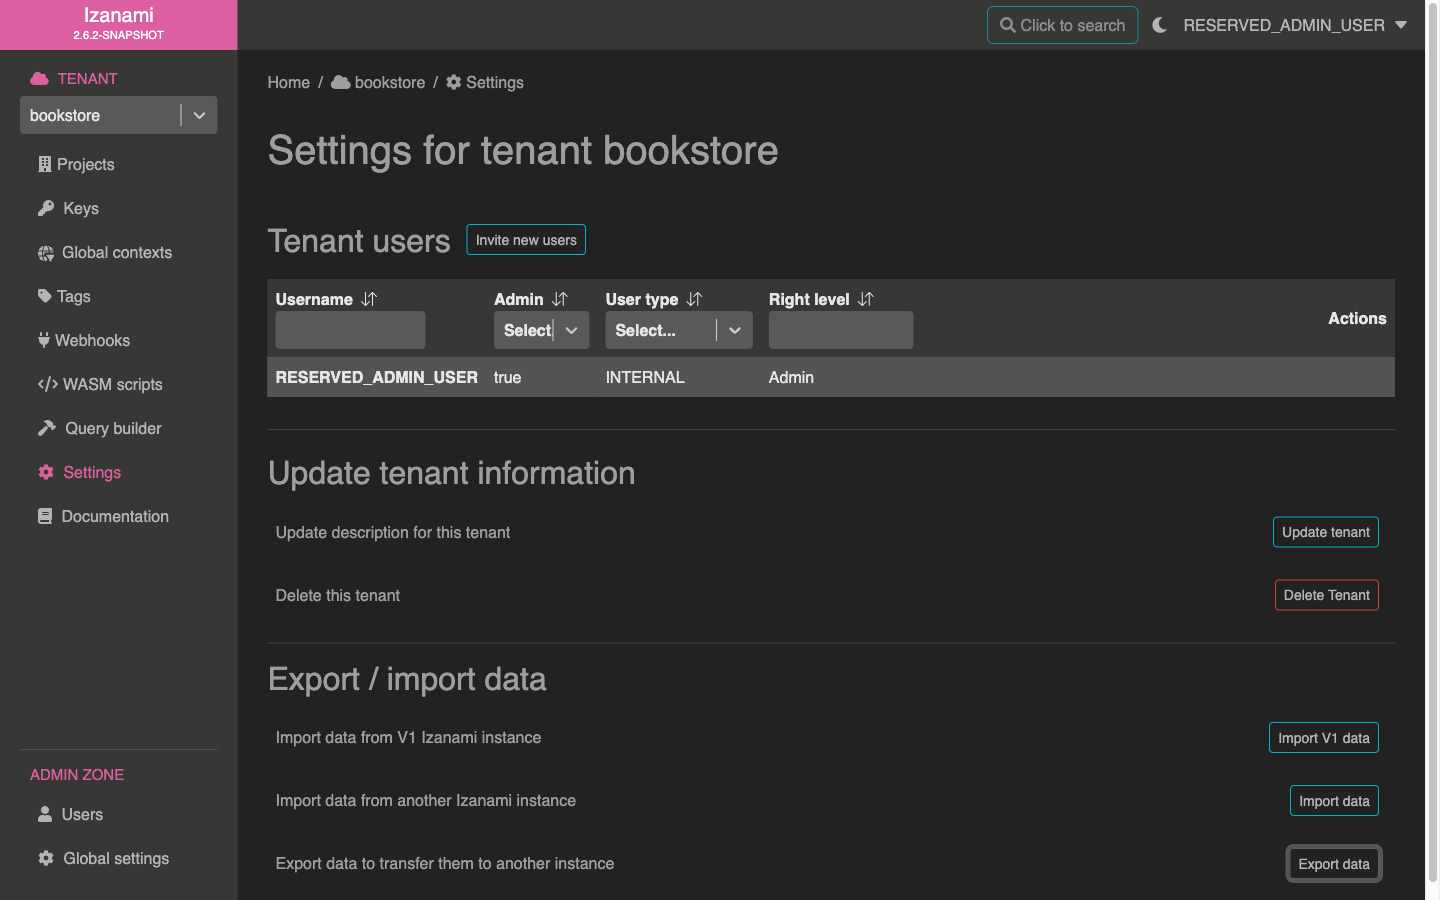 Izanami
2.6.2-SNAPSHOT
Click to search
RESERVED_ADMIN_USER
TENANT
bookstore
Projects
Keys
Global contexts
Tags
Webhooks
WASM scripts
Query builder
Settings
Documentation
ADMIN ZONE
Users
Global settings
Home / bookstore / Settings
Settings for tenant bookstore
Tenant users
Invite new users
Username Admin User type Right level Actions
Select. Select...
RESERVED_ADMIN_USER true INTERNAL Admin
Update tenant information
Update description for this tenant
Update tenant
Delete this tenant
Delete Tenant
Export / import data
Import data from V1 Izanami instance
Import V1 data
Import data from another Izanami instance
Import data
Export data to transfer them to another instance
Export data